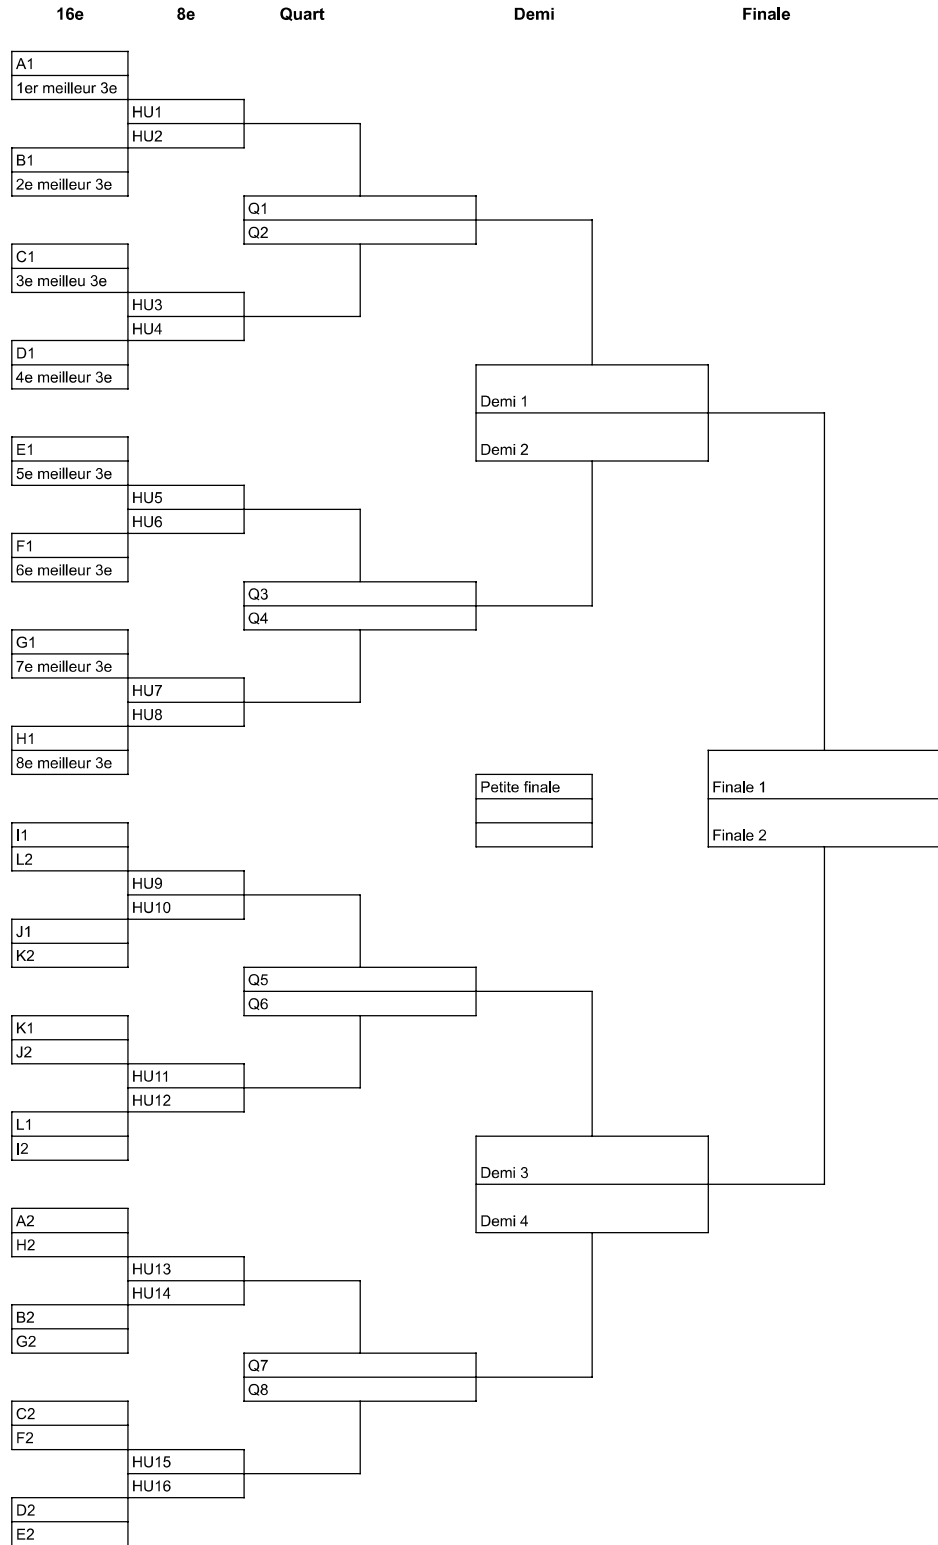 16e 8e Quart Demi Finale
A1
1er meilleur 3e
HU1
HU2
B1
2e meilleur 3e
Q1
Q2
C1
3e meilleu 3e
HU3
HU4
D1
4e meilleur 3e
Demi 1
Demi 2
E1
5e meilleur 3e
HU5
HU6
F1
6e meilleur 3e
Q3
Q4
G1
7e meilleur 3e
HU7
HU8
H1
8e meilleur 3e
Petite finale
Finale 1
Finale 2
I1
L2
HU9
HU10
J1
K2
Q5
Q6
K1
J2
HU11
HU12
L1
I2
Demi 3
Demi 4
A2
H2
HU13
HU14
B2
G2
Q7
Q8
C2
F2
HU15
HU16
D2
E2